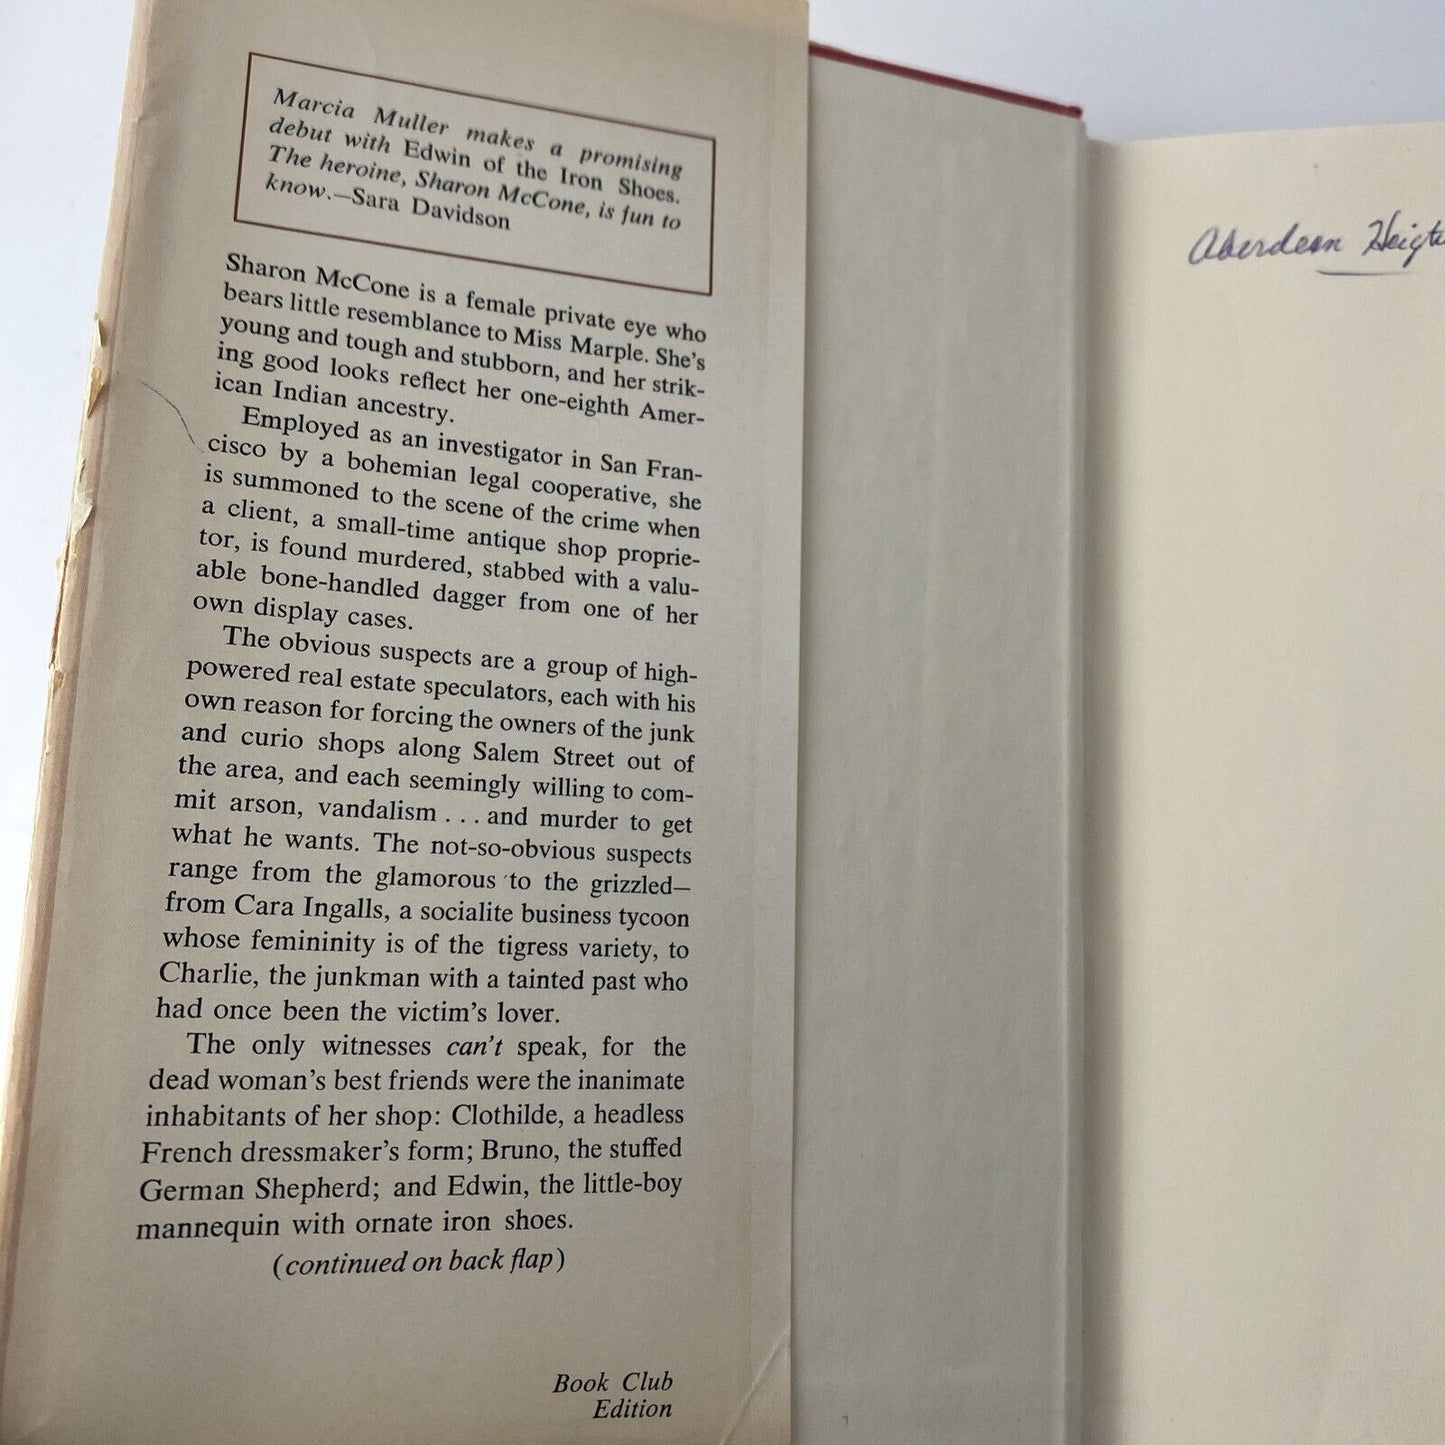 Marcia Muller makes a promising
debut with Edwin of the Iron Shoes.
The heroine, Sharon McCone, is fun to
know.—Sara Davidson
Sharon McCone is a female private eye who
bears little resemblance to Miss Marple. She's
young and tough and stubborn, and her strik-
ing good looks reflect her one-eighth Amer-
ican Indian ancestry.
Employed as an investigator in San Fran-
cisco by a bohemian legal cooperative, she
is summoned to the scene of the crime when
a client, a small-time antique shop proprie-
tor, is found murdered, stabbed with a valu-
able bone-handled dagger from one of her
own display cases.
The obvious suspects are a group of high-
powered real estate speculators, each with his
own reason for forcing the owners of the junk
and curio shops along Salem Street out of
the area, and each seemingly willing to com-
mit arson, vandalism . . . and murder to get
what he wants. The not-so-obvious suspects
range from the glamorous to the grizzled—
from Cara Ingalls, a socialite business tycoon
whose femininity is of the tigress variety, to
Charlie, the junkman with a tainted past who
had once been the victim's lover.
The only witnesses can't speak, for the
dead woman's best friends were the inanimate
inhabitants of her shop: Clothilde, a headless
French dressmaker's form; Bruno, the stuffed
German Shepherd; and Edwin, the little-boy
mannequin with ornate iron shoes.
(continued on back flap)
Book Club
Edition
Aberdeen